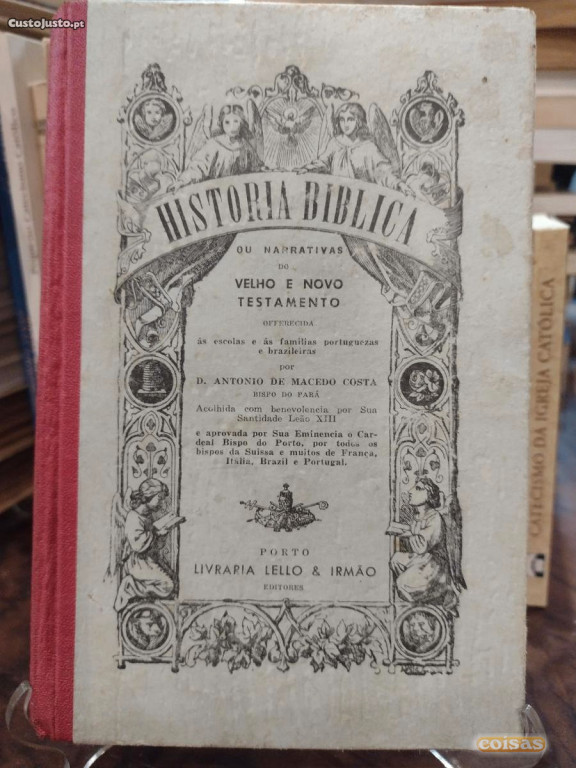 CustoJusto.pt
HISTORIA BIBLICA
OU NARRATIVAS
DO
VELHO E NOVO
TESTAMENTO
OFFERECIDA
ás escolas e ás familias portuguezas
e brazileiras
por
D. ANTONIO DE MACEDO COSTA
BISPO DO PARÁ
Acolhida com benevolencia por Sua
Santidade Leão XIII
e aprovada por Sua Eminencia o Car-
deal Bispo do Porto, por todos os
bispos da Suissa e muitos de França,
Italia, Brazil e Portugal.
PORTO
LIVRARIA LELLO & IRMÃO
EDITORES
CATECISMO DA IGREJA CATÓLICA
coisas